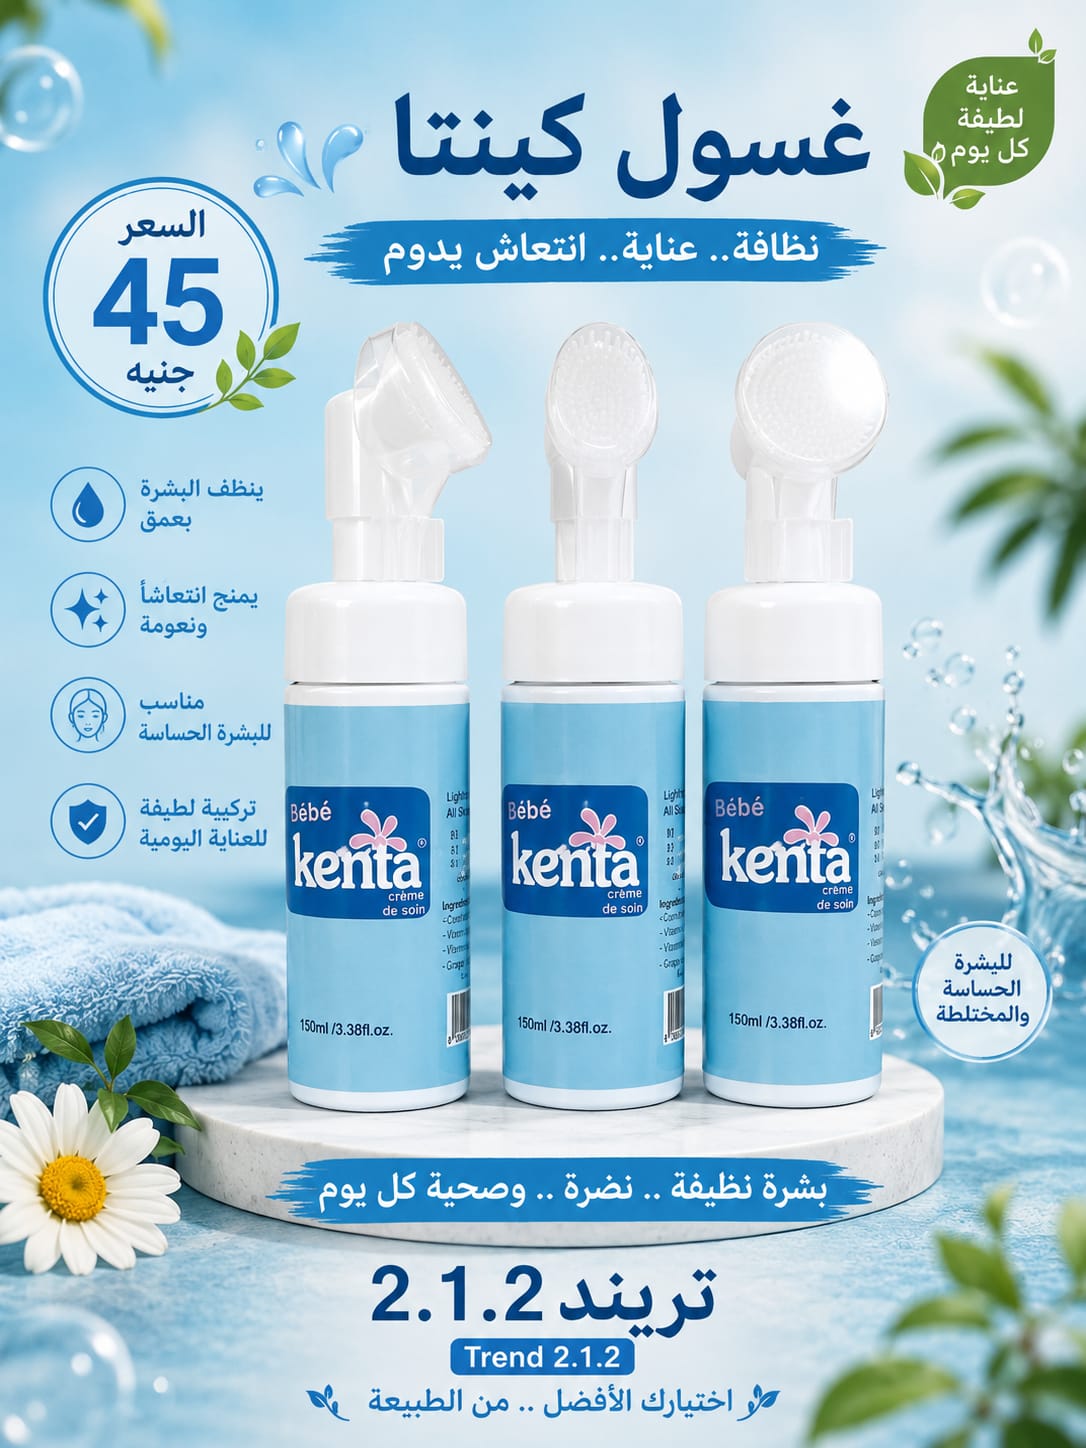 غسول كينتا
عناية
لطيفة
كل يوم
نظافة.. عناية.. انتعاش يدوم
السعر
45
جنيه
ينظف البشرة
بعمق
يمنح انتعاشاً
ونعومة
مناسب
للبشرة الحساسة
تركيبة لطيفة
للعناية اليومية
Bébé
kenta®
crème
de soin
150ml /3.38fl.oz.
Bébé
kenta®
crème
de soin
150ml /3.38fl.oz.
Bébé
kenta®
crème
de soin
150ml /3.38fl.oz.
للبشرة
الحساسة
والمختلطة
بشرة نظيفة .. نضرة .. وصحية كل يوم
تريند 2.1.2
Trend 2.1.2
اختيارك الأفضل .. من الطبيعة